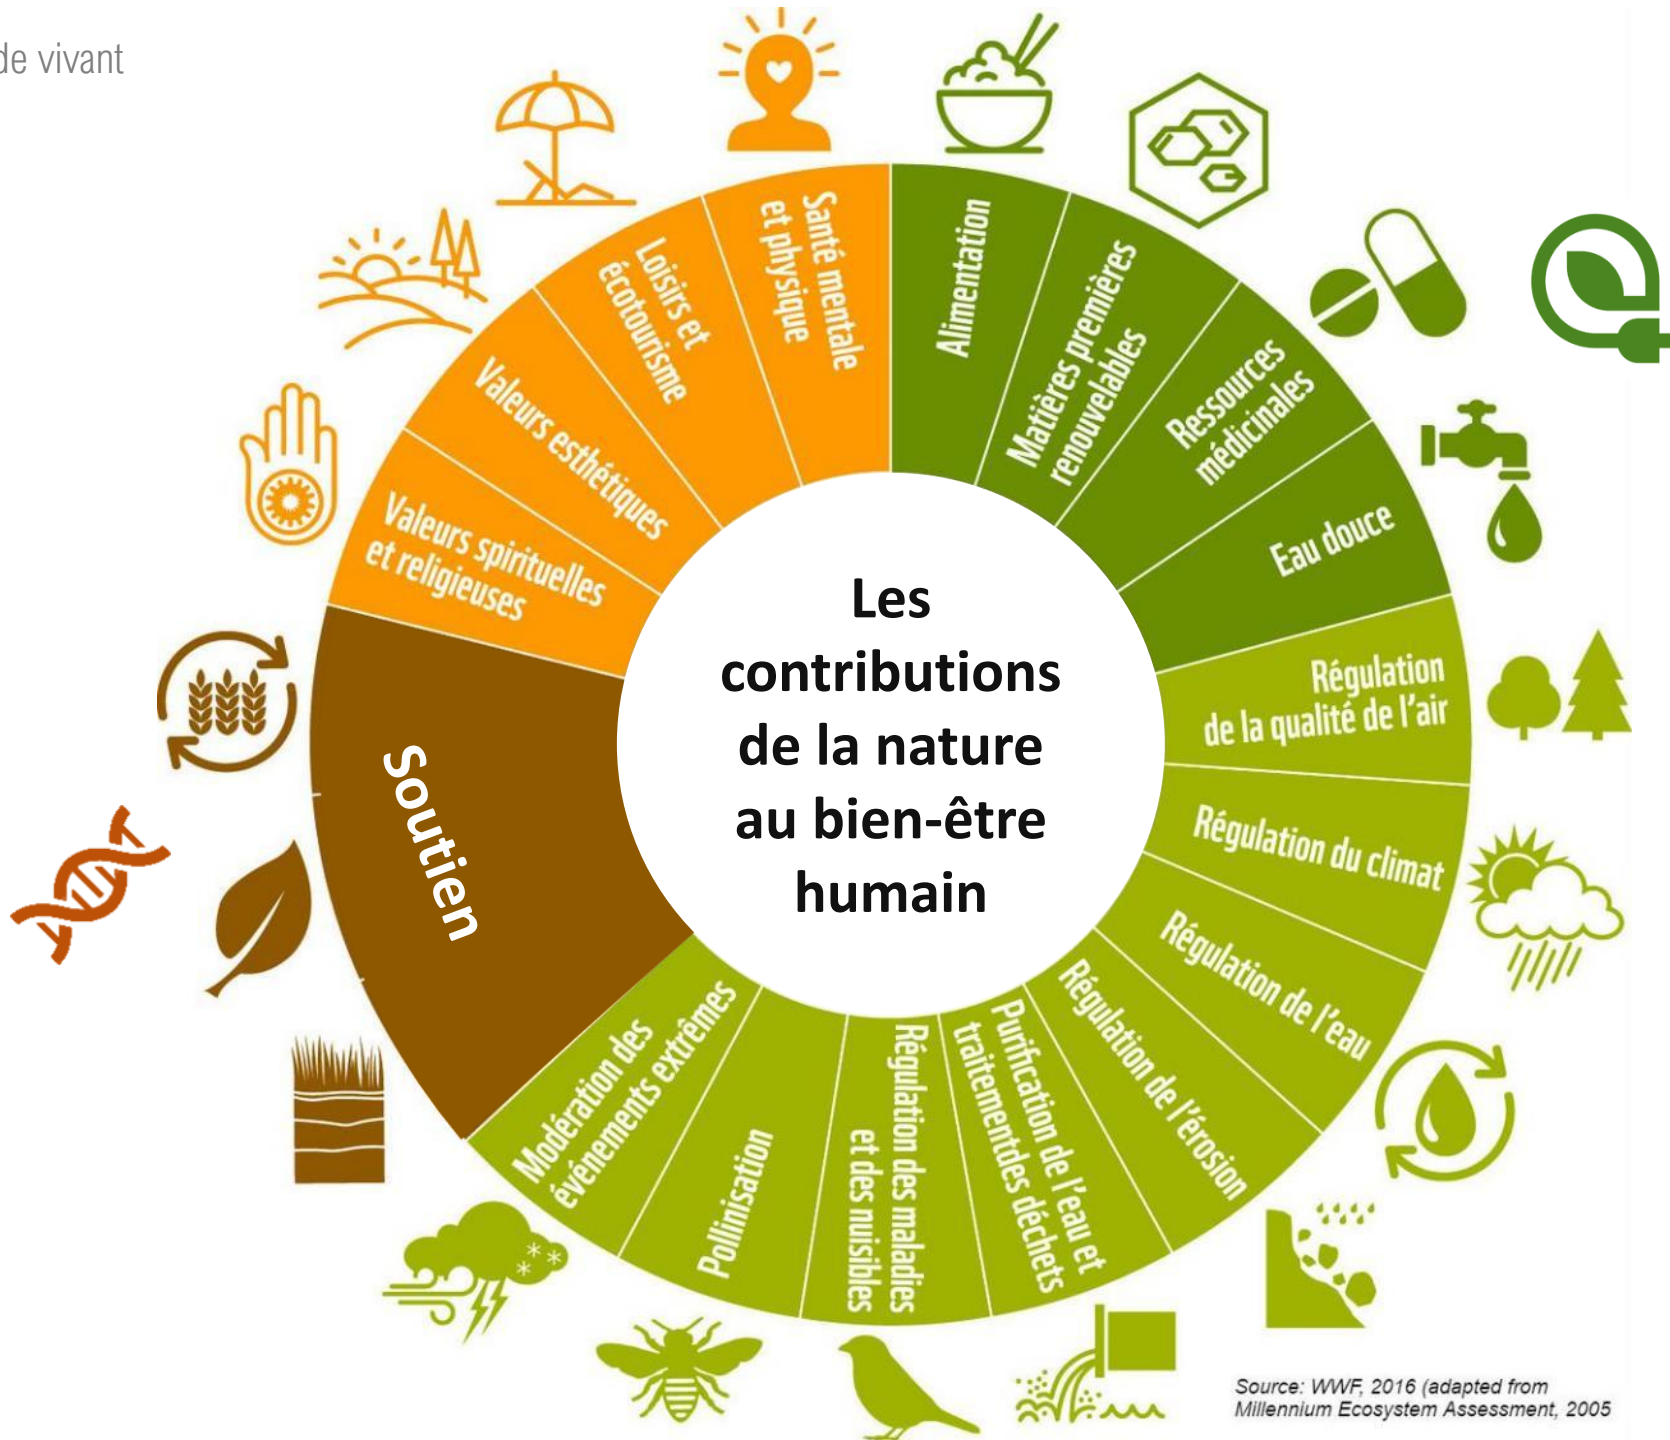 de vivant
Les
contributions
de la nature
au bien-être
humain
Alimentation
Matières premières
renouvelables
Ressources
médicinales
Eau douce
Régulation
de la qualité de l'air
Régulation du climat
Régulation de l'eau
Régulation de l'érosion
Purification de l'eau et
traitementdes déchets
Régulation des maladies
et des nuisibles
Pollinisation
Modération des
événements extrêmes
Soutien
Valeurs spirituelles
et religieuses
Valeurs esthétiques
Loisirs et
écotourisme
Santé mentale
et physique
Source: WWF, 2016 (adapted from
Millennium Ecosystem Assessment, 2005